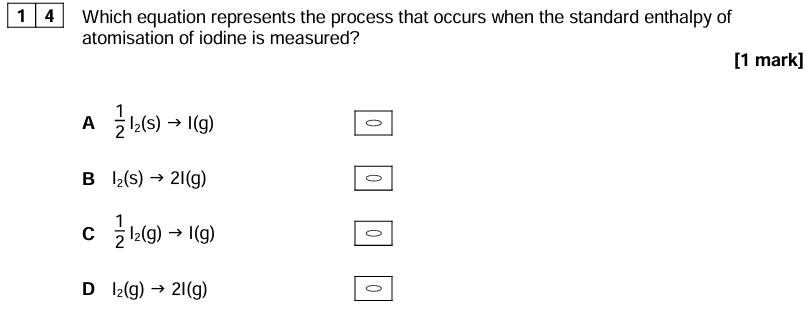 1 4 Which equation represents the process that occurs when the standard enthalpy of
atomisation of iodine is measured?
[1 mark]
A 1/2 I₂(s) → I(g)
B I₂(s) → 2I(g)
C 1/2 I₂(g) → I(g)
D I₂(g) → 2I(g)